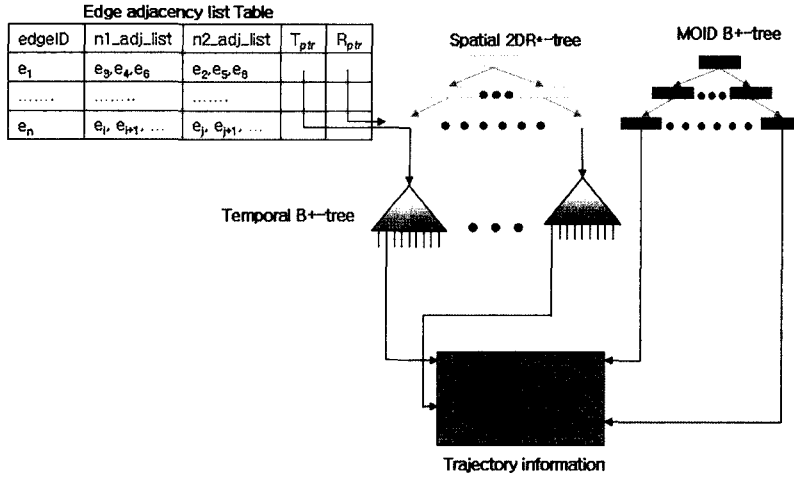 Edge adjacency list Table
edgeID n1_adj_list n2_adj_list Tptr Rptr
e1 e3,e4,e6 e2,e5,e8
....... ........ .......
en ei, ei+1, ... ej, ej+1, ...
Spatial 2DR*-tree
MOID B+-tree
Temporal B+-tree
Trajectory information